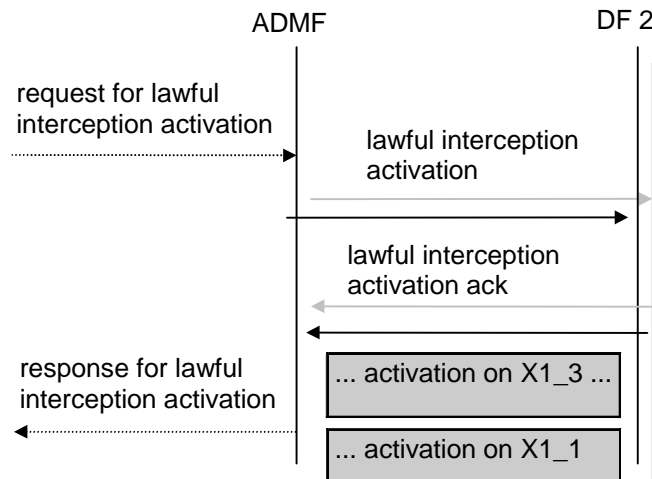 ADMF
DF 2
request for lawful
interception activation
lawful interception
activation
lawful interception
activation ack
response for lawful
interception activation
... activation on X1_3 ...
... activation on X1_1